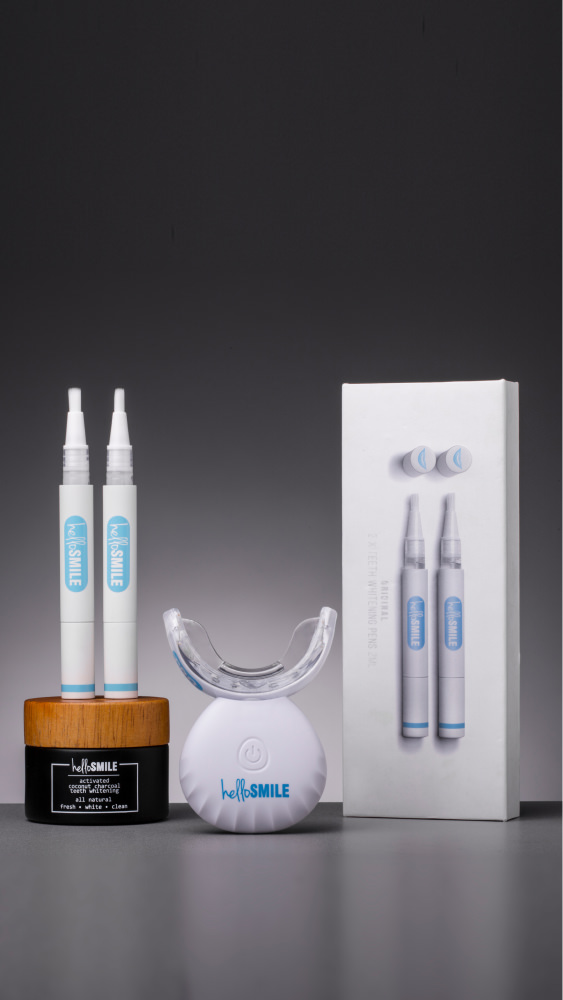 helloSMILE
helloSMILE
helloSMILE
activated
coconut charcoal
teeth whitening
all natural
fresh • white • clean
helloSMILE
ORIGINAL
2 X TEETH WHITENING PENS 2ML
helloSMILE
helloSMILE